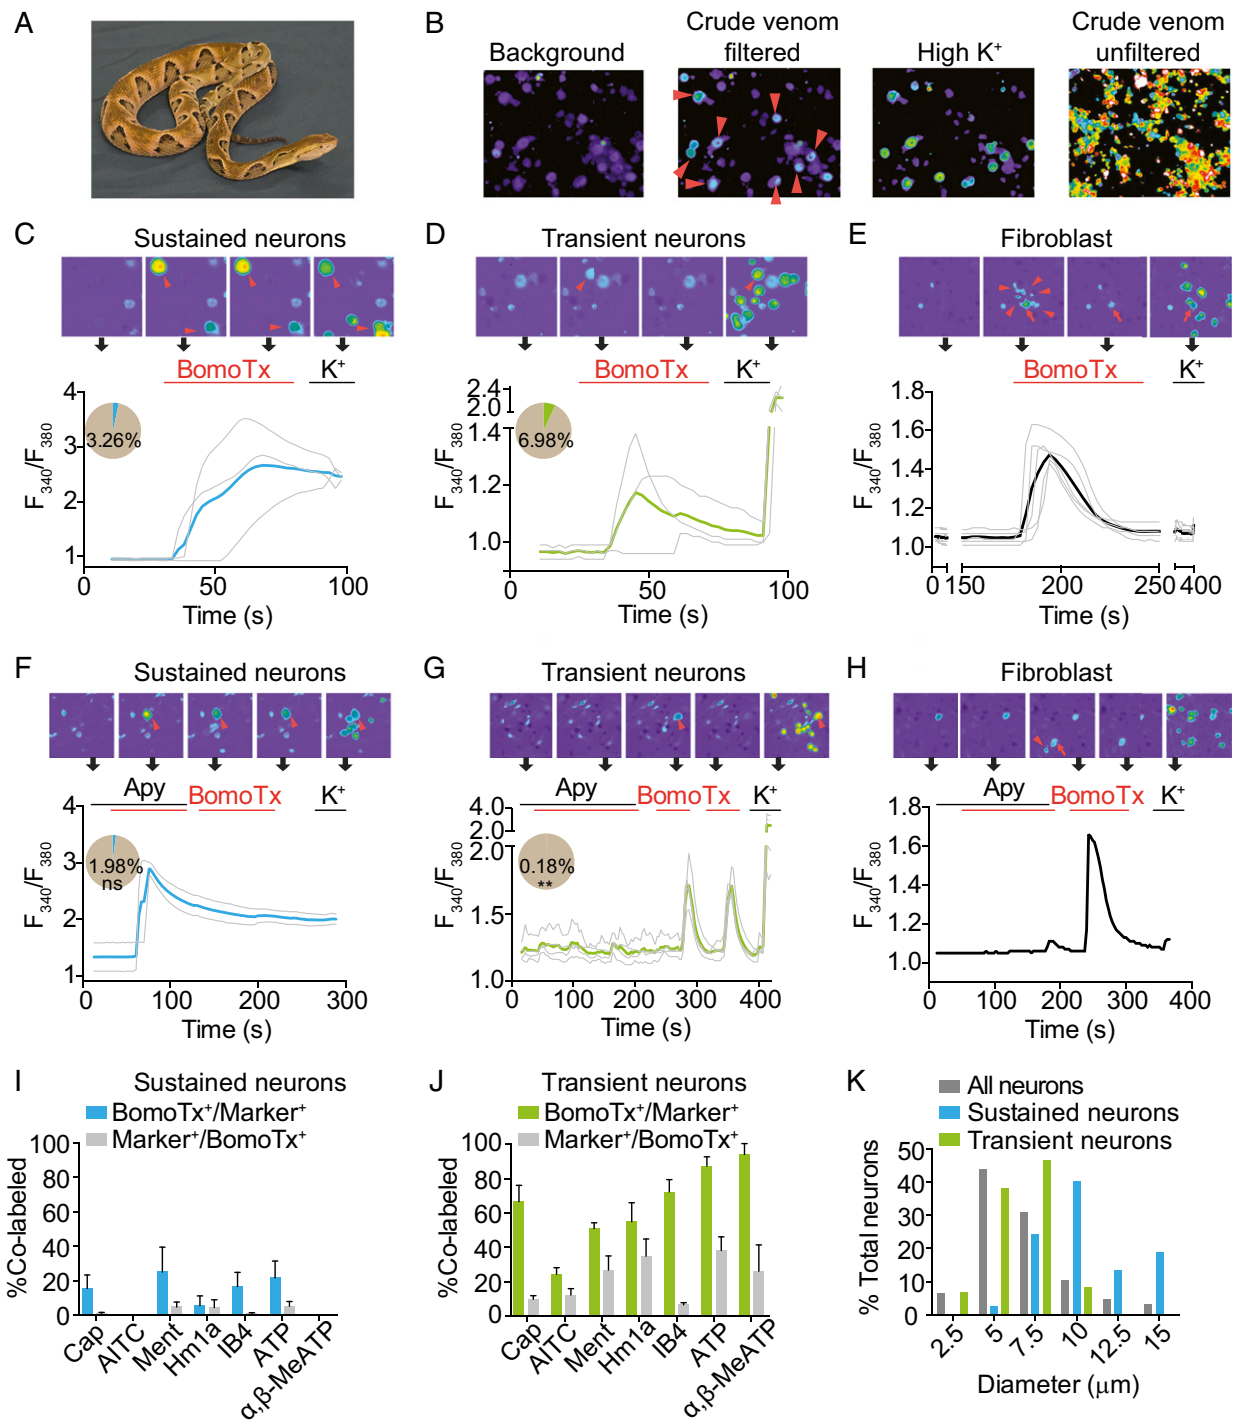 A
B
Background
Crude venom
filtered
High K⁺
Crude venom
unfiltered
C
Sustained neurons
BomoTx
K⁺
F₃₄₀/F₃₈₀
4
3
2
1
3.26%
0
50
100
Time (s)
D
Transient neurons
BomoTx
K⁺
F₃₄₀/F₃₈₀
2.4
2.0
1.4
1.2
1.0
6.98%
0
50
100
Time (s)
E
Fibroblast
BomoTx
K⁺
F₃₄₀/F₃₈₀
1.8
1.6
1.4
1.2
1.0
0 150 200 250 400
Time (s)
F
Sustained neurons
Apy
BomoTx
K⁺
F₃₄₀/F₃₈₀
4
3
2
1
1.98%
ns
0 100 200 300
Time (s)
G
Transient neurons
Apy
BomoTx
K⁺
F₃₄₀/F₃₈₀
4.0
2.0
2.0
1.5
1.0
0.18%
**
0 100 200 300 400
Time (s)
H
Fibroblast
Apy
BomoTx
K⁺
F₃₄₀/F₃₈₀
1.8
1.6
1.4
1.2
1.0
0 100 200 300 400
Time (s)
I
Sustained neurons
BomoTx⁺/Marker⁺
Marker⁺/BomoTx⁺
%Co-labeled
100
80
60
40
20
0
Cap
AITC
Ment
Hm1a
IB4
ATP
α,β-MeATP
J
Transient neurons
BomoTx⁺/Marker⁺
Marker⁺/BomoTx⁺
%Co-labeled
100
80
60
40
20
0
Cap
AITC
Ment
Hm1a
IB4
ATP
α,β-MeATP
K
All neurons
Sustained neurons
Transient neurons
% Total neurons
50
40
30
20
10
0
2.5
5
7.5
10
12.5
15
Diameter (μm)